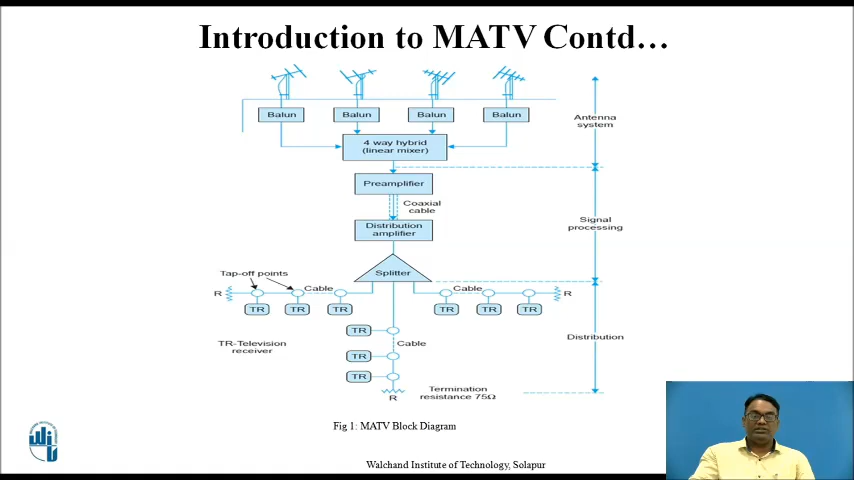 Introduction to MATV Contd…
Balun
Balun
Balun
Balun
Antenna
system
4 way hybrid
(linear mixer)
Preamplifier
Coaxial
cable
Signal
processing
Distribution
amplifier
Splitter
Tap-off points
Cable
Cable
R
R
TR
TR
TR
TR
TR
TR
TR
Cable
Distribution
TR-Television
receiver
TR
TR
R
Termination
resistance 75Ω
Fig 1: MATV Block Diagram
Walchand Institute of Technology, Solapur